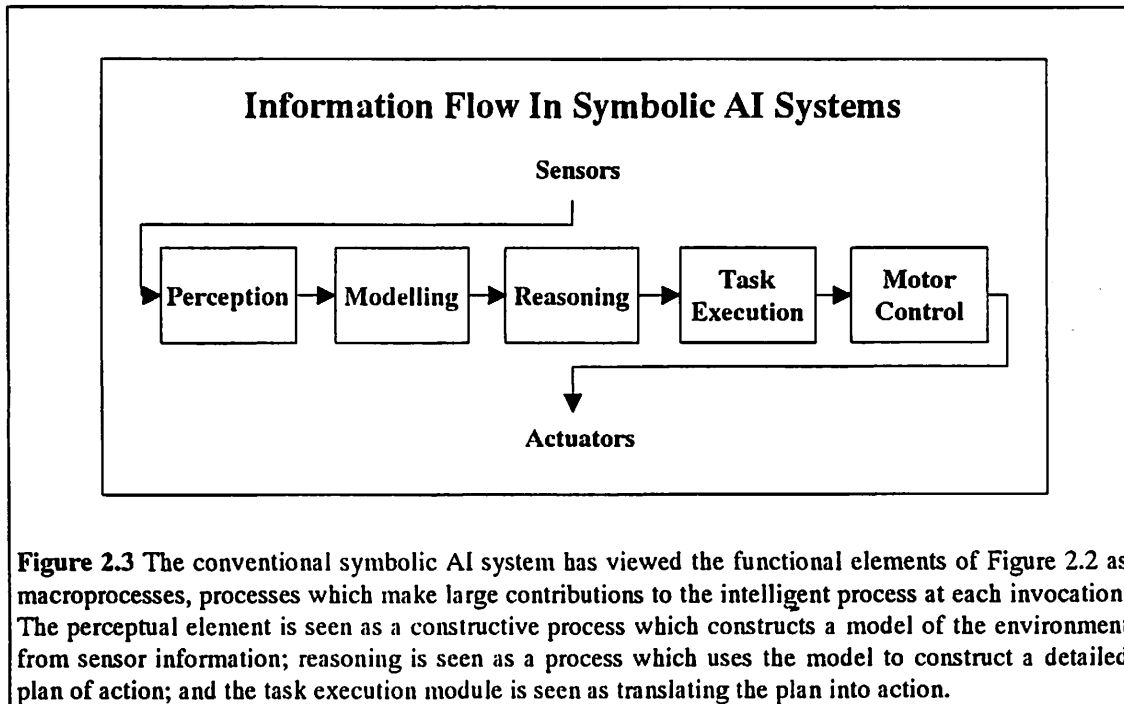 Information Flow In Symbolic AI Systems
Sensors
Perception
Modelling
Reasoning
Task
Execution
Motor
Control
Actuators
Figure 2.3 The conventional symbolic AI system has viewed the functional elements of Figure 2.2 as
macroprocesses, processes which make large contributions to the intelligent process at each invocation
The perceptual element is seen as a constructive process which constructs a model of the environment
from sensor information; reasoning is seen as a process which uses the model to construct a detailed
plan of action; and the task execution module is seen as translating the plan into action.